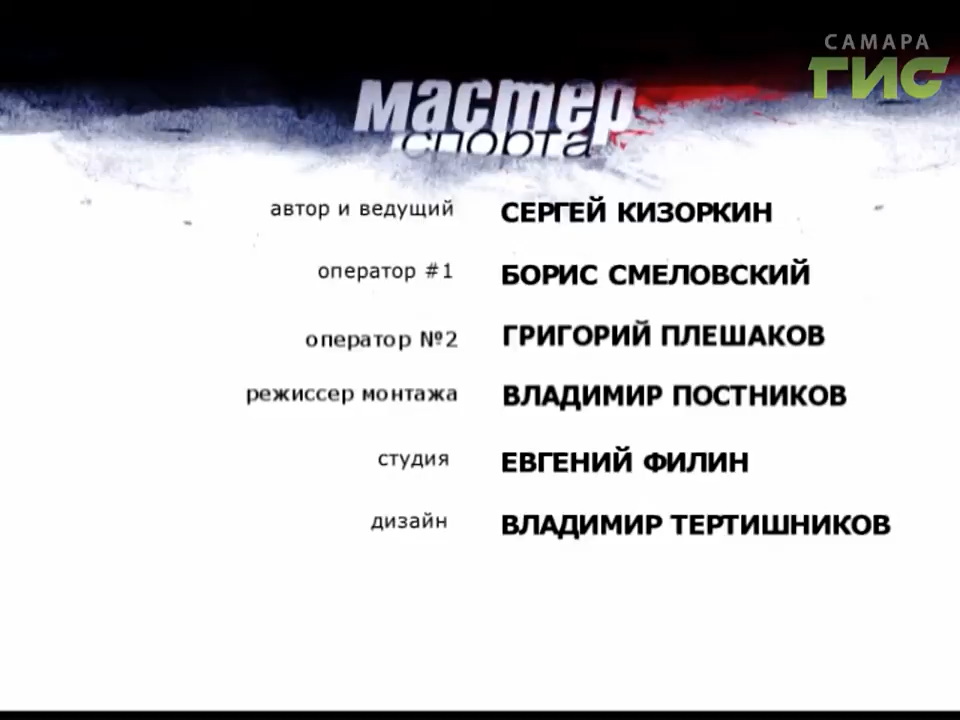 САМАРА
ГИС
мастер
спорта
автор и ведущий СЕРГЕЙ КИЗОРКИН
оператор #1 БОРИС СМЕЛОВСКИЙ
оператор №2 ГРИГОРИЙ ПЛЕШАКОВ
режиссер монтажа ВЛАДИМИР ПОСТНИКОВ
студия ЕВГЕНИЙ ФИЛИН
дизайн ВЛАДИМИР ТЕРТИШНИКОВ